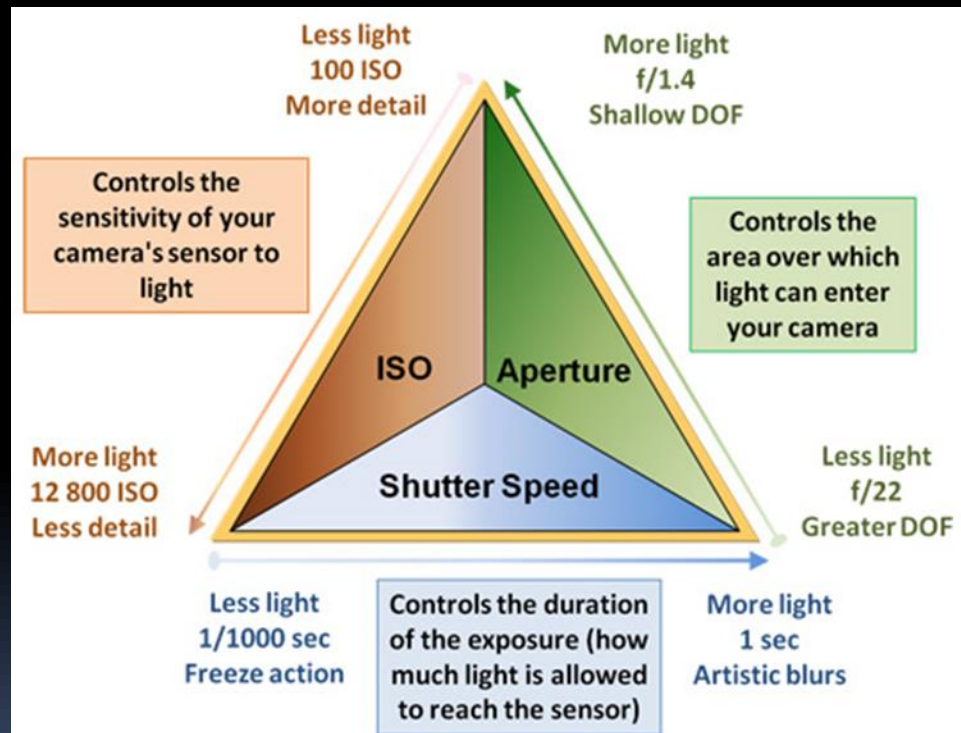 Less light
100 ISO
More detail
More light
f/1.4
Shallow DOF
Controls the
sensitivity of your
camera's sensor to
light
Controls the
area over which
light can enter
your camera
ISO
Aperture
Shutter Speed
More light
12 800 ISO
Less detail
Less light
f/22
Greater DOF
Less light
1/1000 sec
Freeze action
Controls the duration
of the exposure (how
much light is allowed
to reach the sensor)
More light
1 sec
Artistic blurs